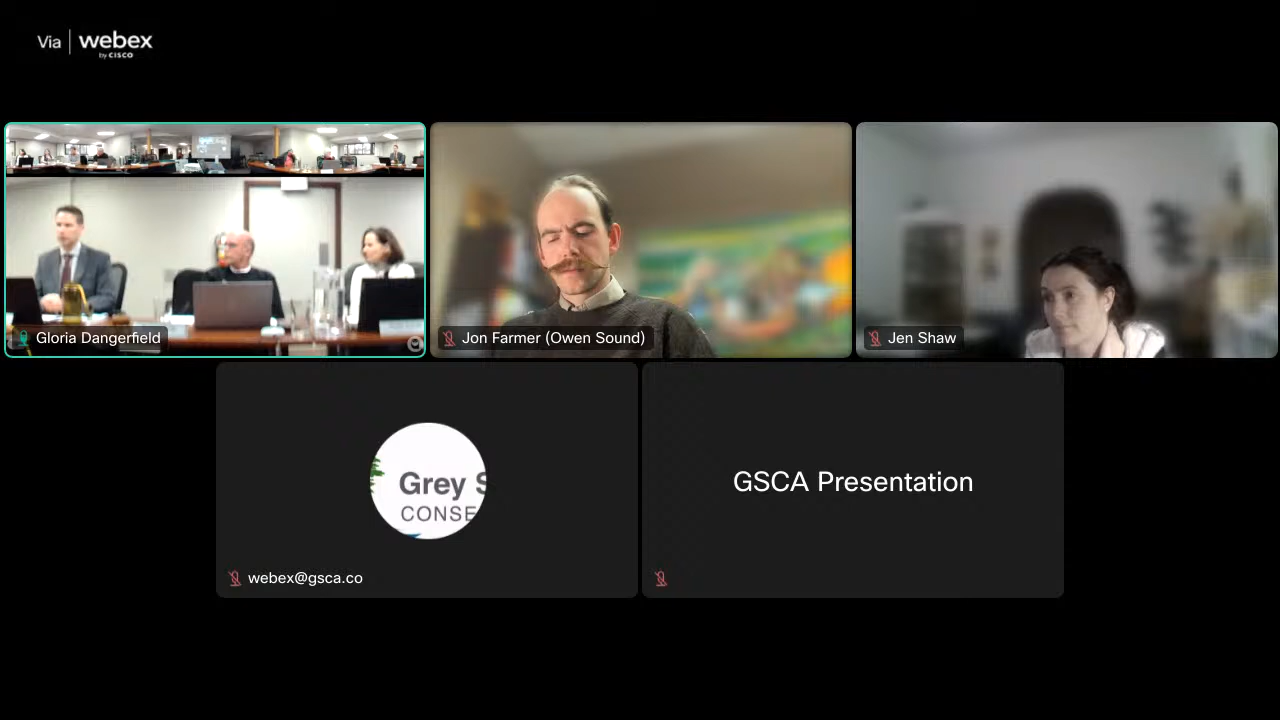 Via webex
by CISCO
Gloria Dangerfield
Jon Farmer (Owen Sound)
Jen Shaw
Grey S
CONSE
webex@gsca.co
GSCA Presentation